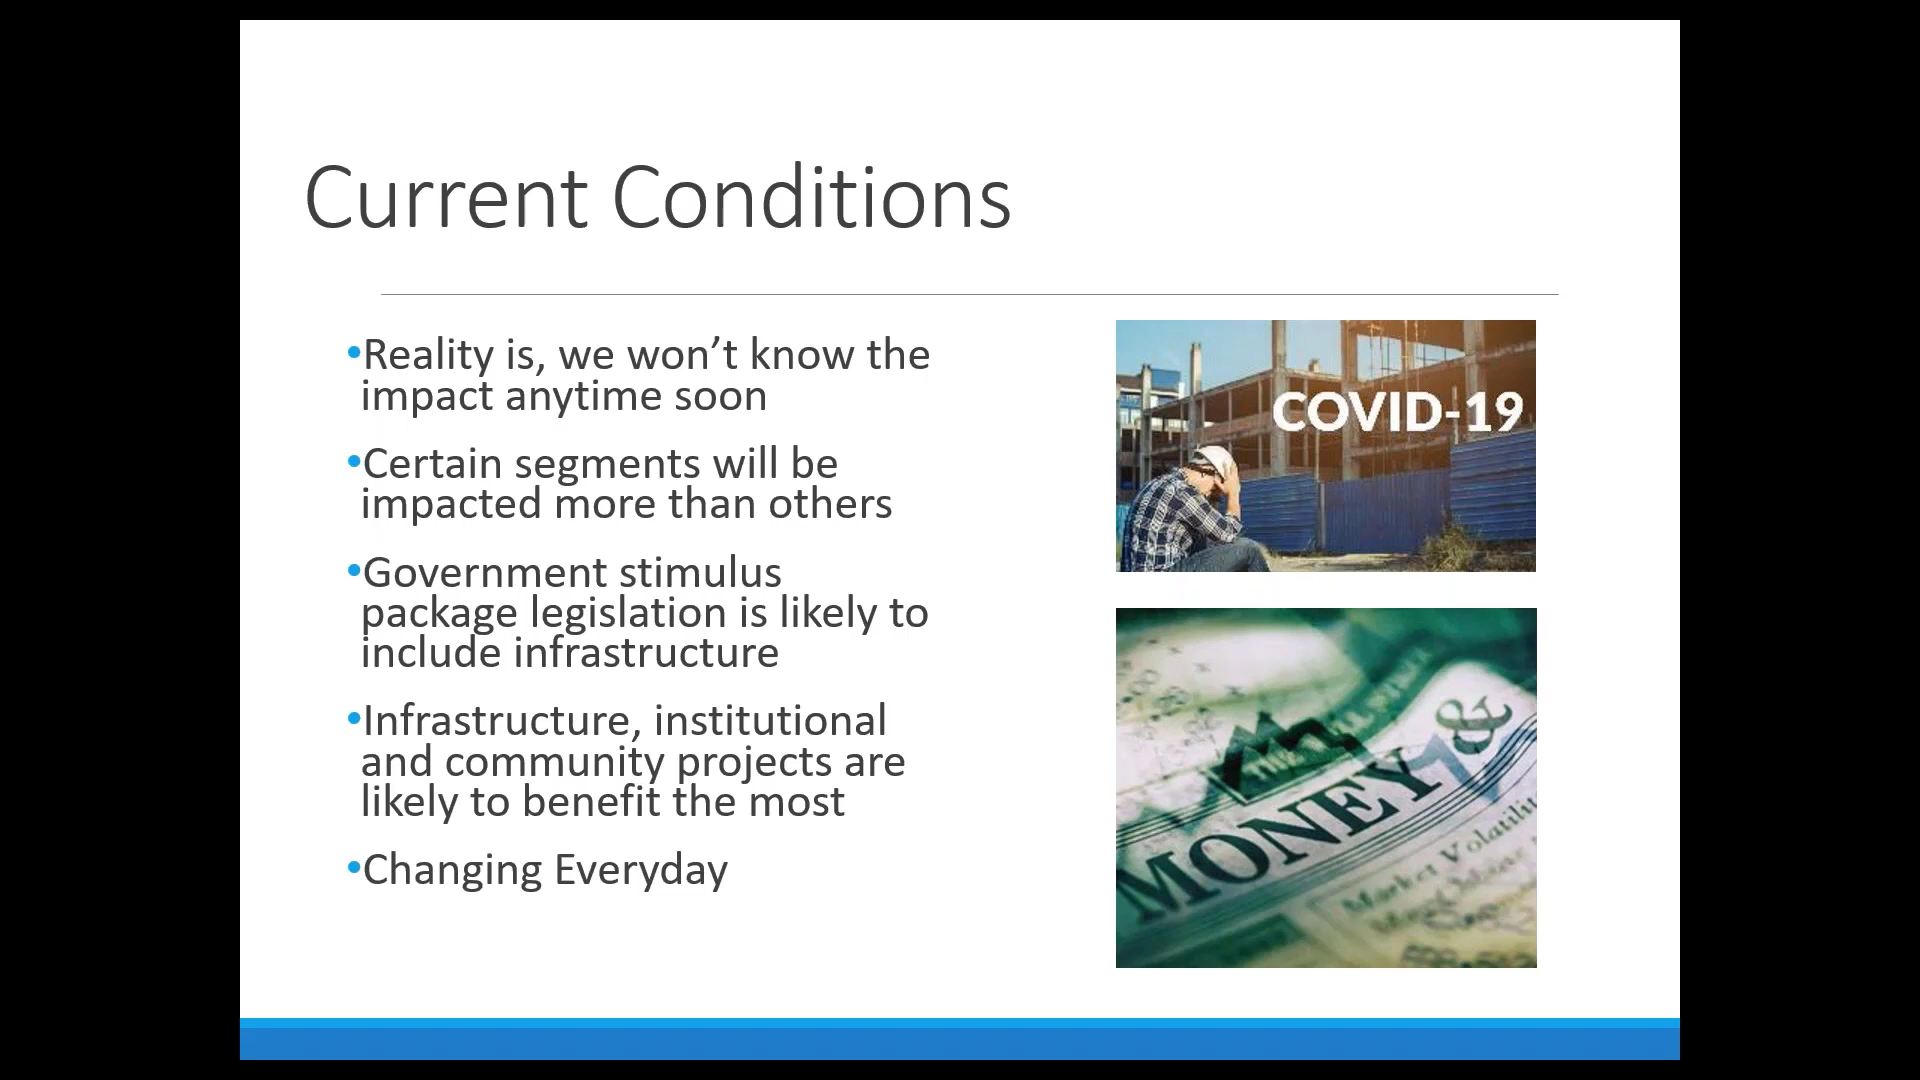 Current Conditions
•Reality is, we won’t know the
impact anytime soon
•Certain segments will be
impacted more than others
•Government stimulus
package legislation is likely to
include infrastructure
•Infrastructure, institutional
and community projects are
likely to benefit the most
•Changing Everyday
COVID-19
MONEY &
Market Volatility